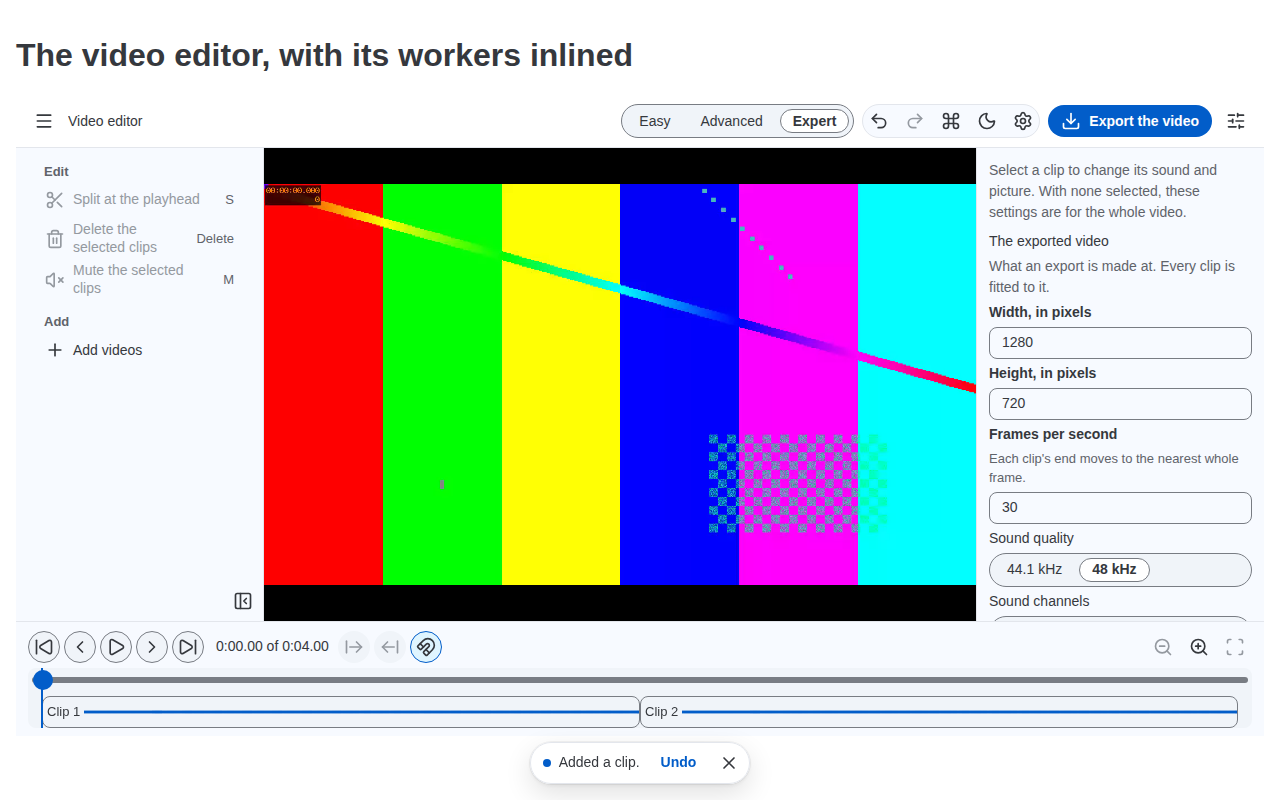 The video editor, with its workers inlined
Video editor
Easy
Advanced
Expert
Export the video
Edit
Split at the playhead
S
Delete the
selected clips
Delete
Mute the selected
clips
M
Add
Add videos
00:00:00.000
0
Select a clip to change its sound and
picture. With none selected, these
settings are for the whole video.
The exported video
What an export is made at. Every clip is
fitted to it.
Width, in pixels
1280
Height, in pixels
720
Frames per second
Each clip's end moves to the nearest whole
frame.
30
Sound quality
44.1 kHz
48 kHz
Sound channels
0:00.00 of 0:04.00
Clip 1
Clip 2
Added a clip.
Undo